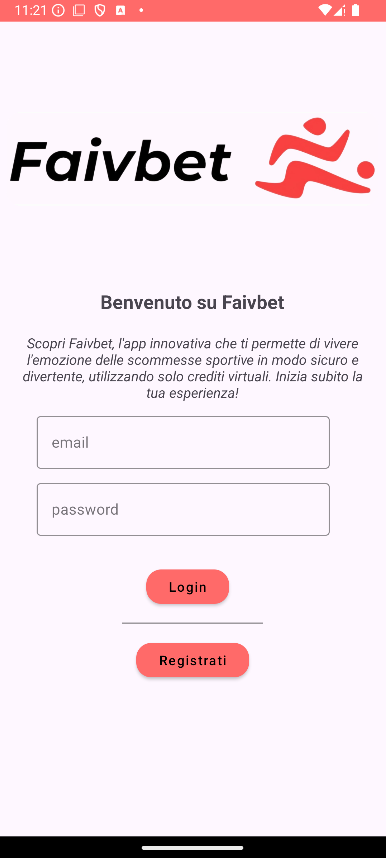 11:21
Faivbet
Benvenuto su Faivbet
Scopri Faivbet, l'app innovativa che ti permette di vivere
l'emozione delle scommesse sportive in modo sicuro e
divertente, utilizzando solo crediti virtuali. Inizia subito la
tua esperienza!
email
password
Login
Registrati